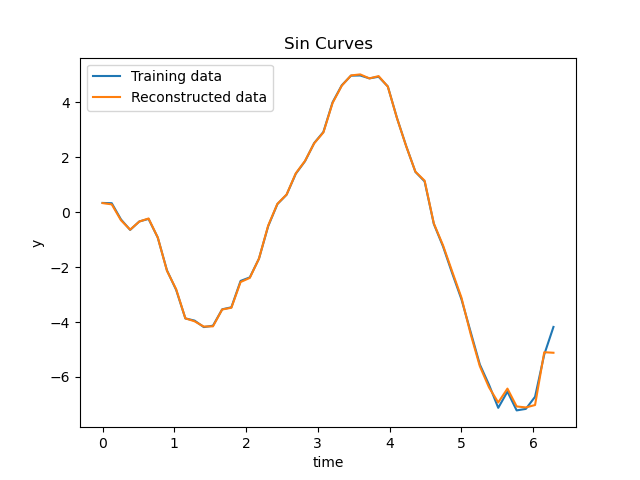 Sin Curves
Training data
Reconstructed data
y
4
2
0
−2
−4
−6
0 1 2 3 4 5 6
time